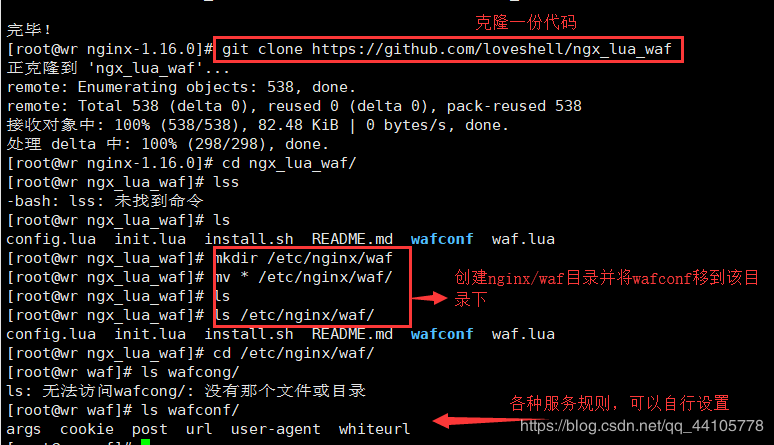 克隆一份代码
完毕！
[root@wr nginx-1.16.0]# git clone https://github.com/loveshell/ngx_lua_waf
正克隆到 'ngx_lua_waf'...
remote: Enumerating objects: 538, done.
remote: Total 538 (delta 0), reused 0 (delta 0), pack-reused 538
接收对象中: 100% (538/538), 82.48 KiB | 0 bytes/s, done.
处理 delta 中: 100% (298/298), done.
[root@wr nginx-1.16.0]# cd ngx_lua_waf/
[root@wr ngx_lua_waf]# lss
-bash: lss: 未找到命令
[root@wr ngx_lua_waf]# ls
config.lua init.lua install.sh README.md wafconf waf.lua
[root@wr ngx_lua_waf]# mkdir /etc/nginx/waf
[root@wr ngx_lua_waf]# mv * /etc/nginx/waf/
[root@wr ngx_lua_waf]# ls
[root@wr ngx_lua_waf]# ls /etc/nginx/waf/
创建nginx/waf目录并将wafconf移到该目
录下
config.lua init.lua install.sh README.md wafconf waf.lua
[root@wr ngx_lua_waf]# cd /etc/nginx/waf/
[root@wr waf]# ls wafcong/
ls: 无法访问wafcong/: 没有那个文件或目录
[root@wr waf]# ls wafconf/
各种服务规则，可以自行设置
args cookie post url user-agent whiteurl
https://blog.csdn.net/qq_44105778
[root@wr waf]#